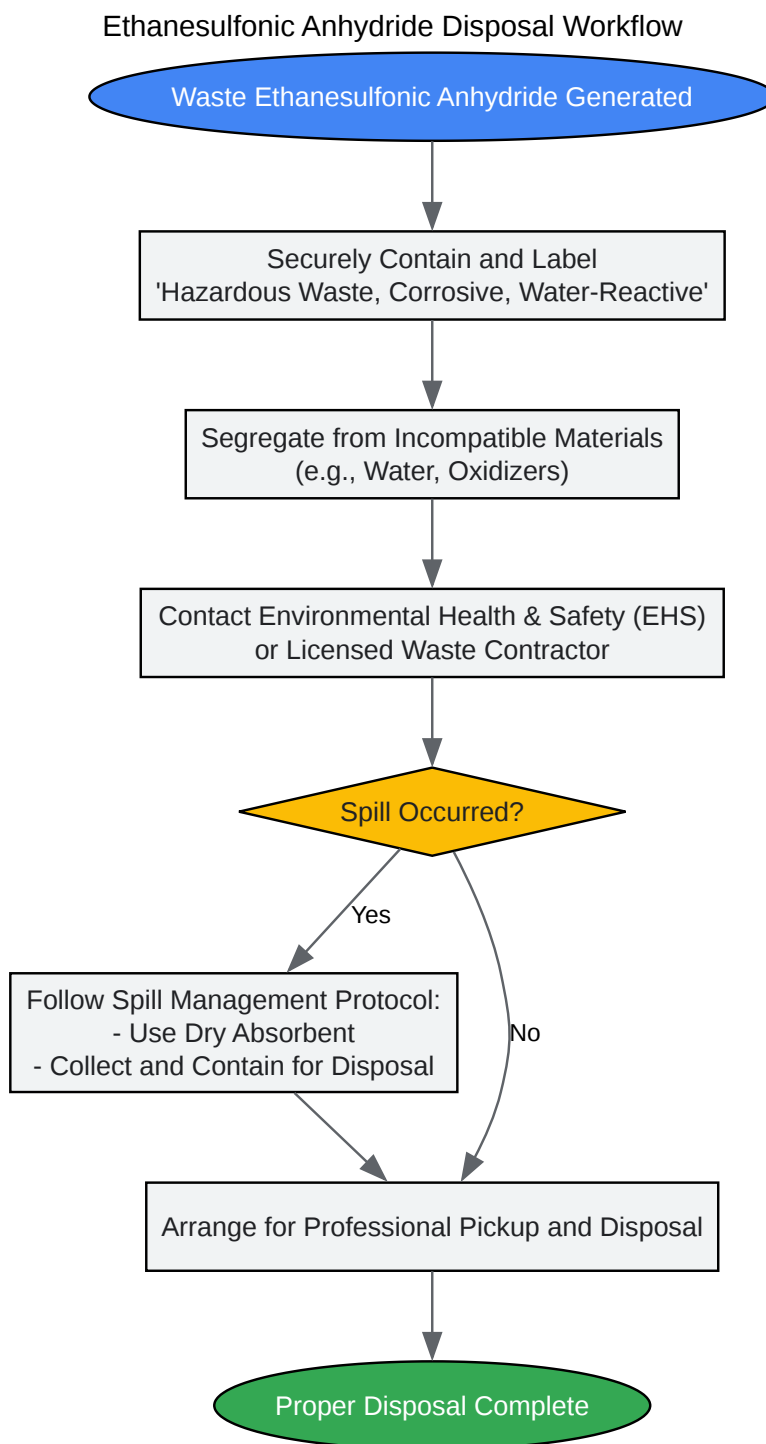 Ethanesulfonic Anhydride Disposal Workflow
Waste Ethanesulfonic Anhydride Generated
Securely Contain and Label
'Hazardous Waste, Corrosive, Water-Reactive'
Segregate from Incompatible Materials
(e.g., Water, Oxidizers)
Contact Environmental Health & Safety (EHS)
or Licensed Waste Contractor
Spill Occurred?
Yes
Follow Spill Management Protocol:
- Use Dry Absorbent
- Collect and Contain for Disposal
No
Arrange for Professional Pickup and Disposal
Proper Disposal Complete